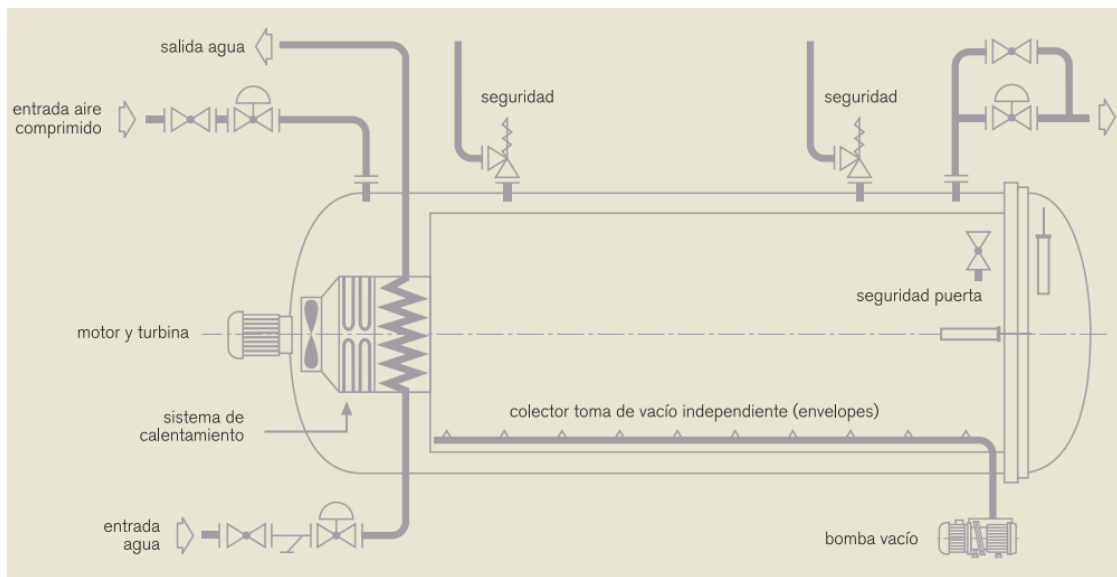 salida agua
entrada aire
comprimido
seguridad
seguridad
seguridad puerta
motor y turbina
sistema de
calentamiento
colector toma de vacío independiente (envelopes)
entrada
agua
bomba vacío